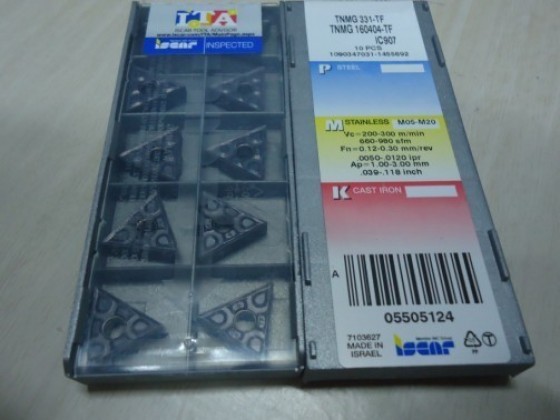 ITA
ISCAR TOOL ADVISOR
iscar INSPECTED
TNMG 331-TF
TNMG 160404-TF
IC907
10 PCS
P STEEL
M STAINLESS M05-M20
Vc=200-300 m/min
660-980 sfm
Fn=0.12-0.30 mm/rev
.0050-.0120 ipr
Ap=1.00-3.00 mm
.039-.118 inch
K CAST IRON
A
05505124
7103627
MADE IN
ISRAEL
iscar